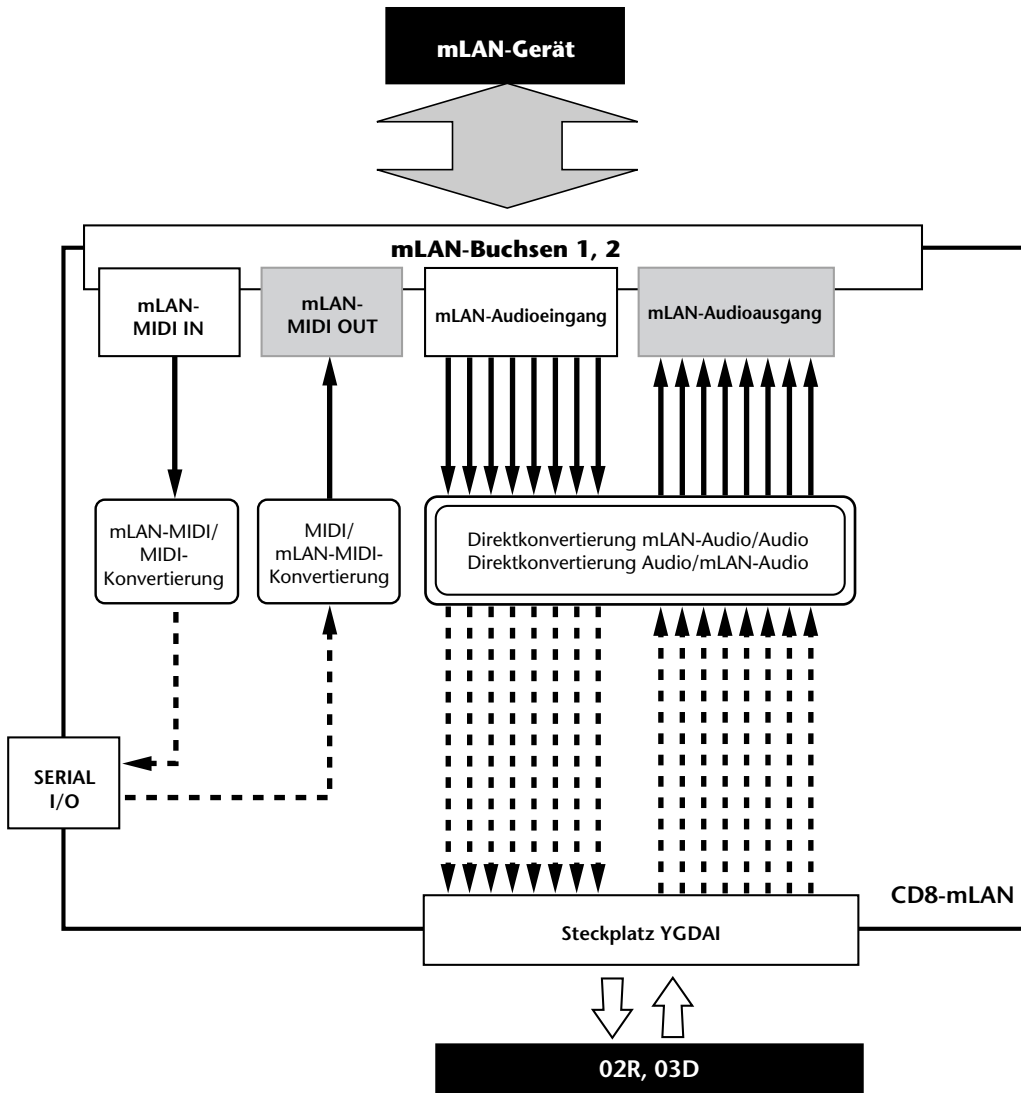 mLAN-Gerät
mLAN-Buchsen 1, 2
mLAN-
MIDI IN
mLAN-
MIDI OUT
mLAN-Audioeingang
mLAN-Audioausgang
mLAN-MIDI/
MIDI-
Konvertierung
MIDI/
mLAN-MIDI-
Konvertierung
Direktkonvertierung mLAN-Audio/Audio
Direktkonvertierung Audio/mLAN-Audio
SERIAL
I/O
CD8-mLAN
Steckplatz YGDAI
02R, 03D